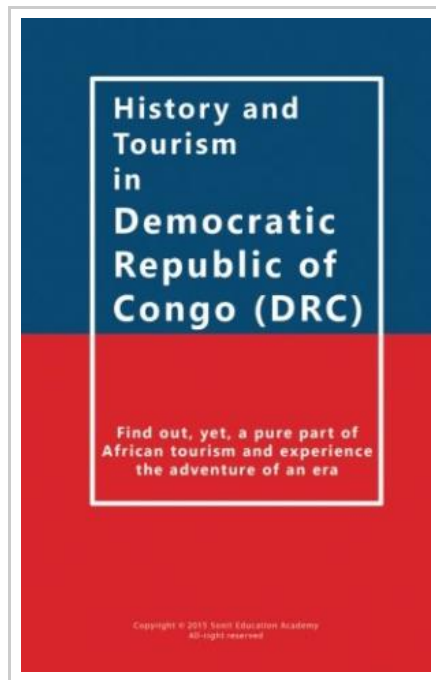 History and
Tourism
in
Democratic
Republic of
Congo (DRC)
Find out, yet, a pure part of
African tourism and experience
the adventure of an era
Copyright © 2015 Sonit Education Academy
All-right reserved